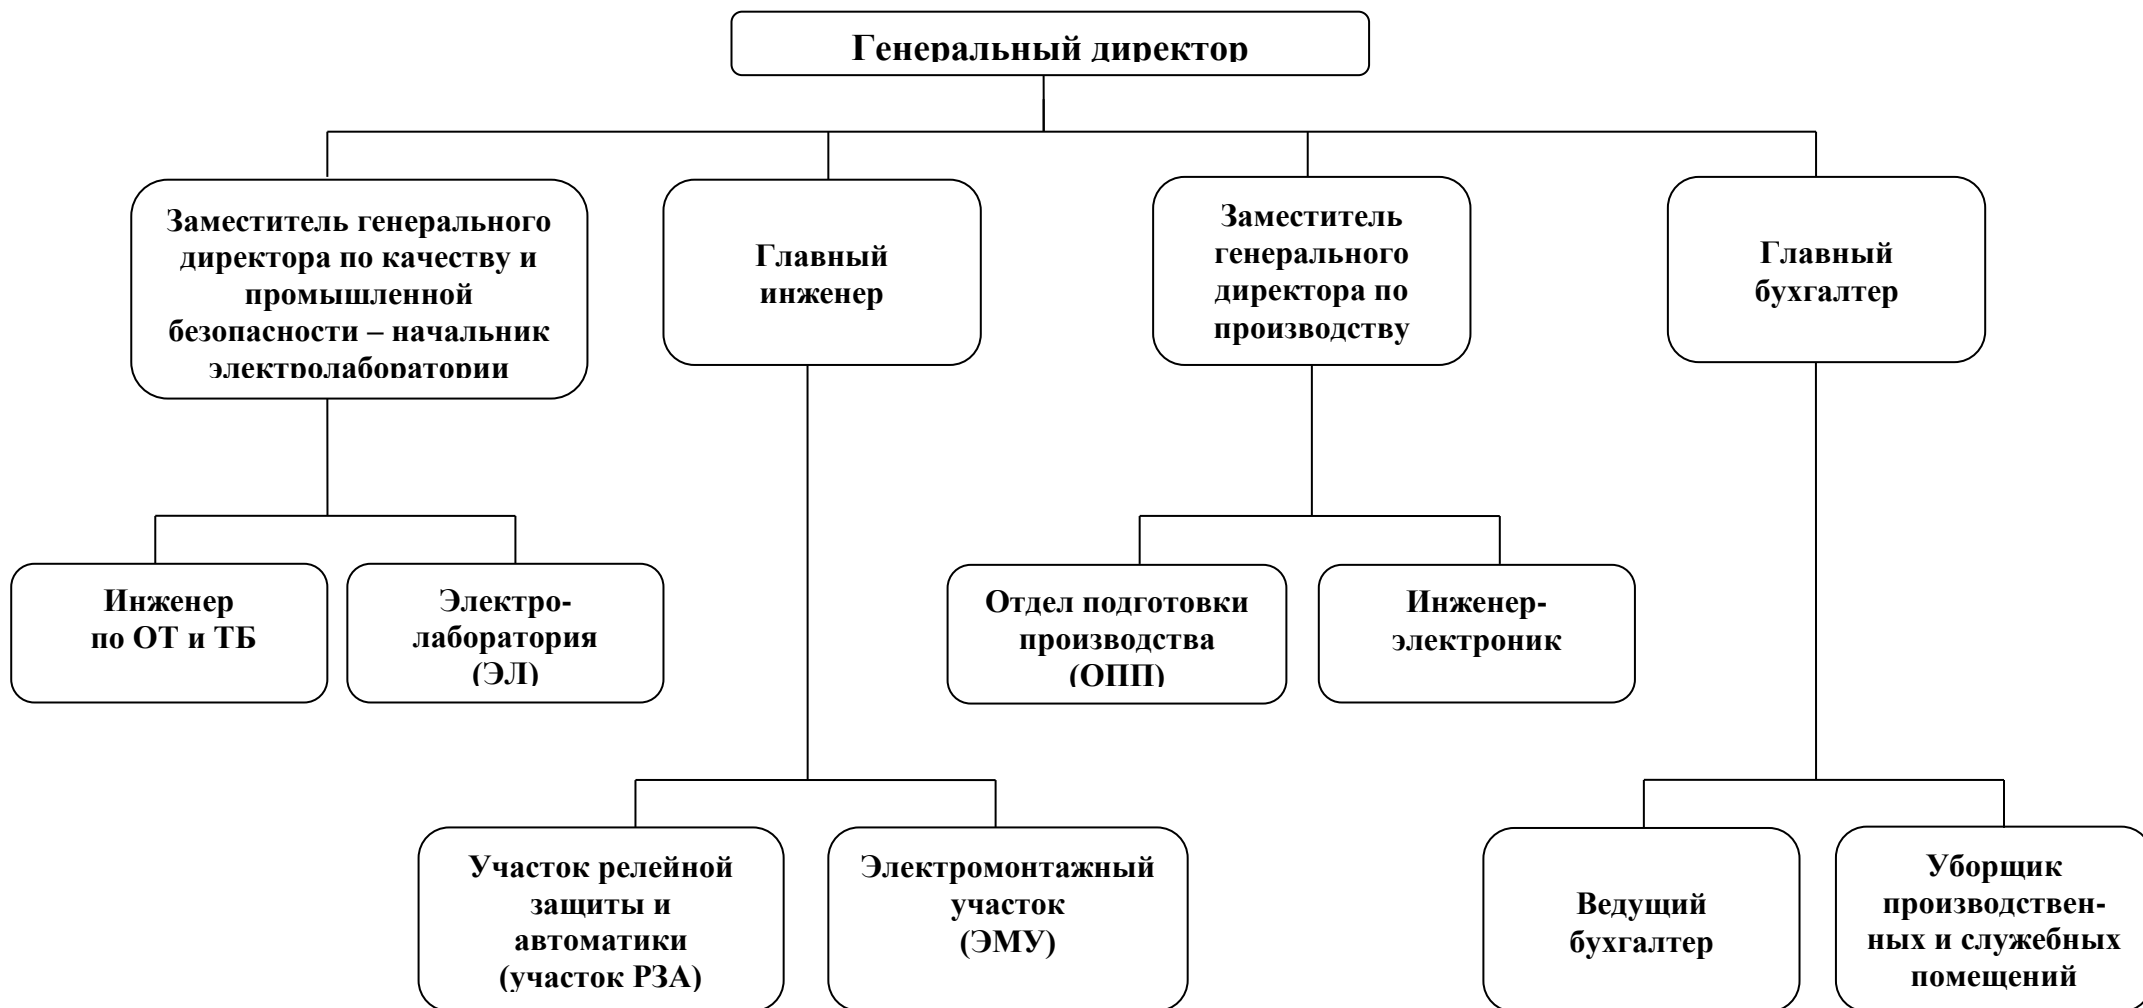 Генеральный директор
Заместитель генерального
директора по качеству и
промышленной
безопасности – начальник
электролаборатории
Главный
инженер
Заместитель
генерального
директора по
производству
Главный
бухгалтер
Инженер
по ОТ и ТБ
Электро-
лаборатория
(ЭЛ)
Отдел подготовки
производства
(ОПП)
Инженер-
электроник
Участок релейной
защиты и
автоматики
(участок РЗА)
Электромонтажный
участок
(ЭМУ)
Ведущий
бухгалтер
Уборщик
производствен-
ных и служебных
помещений